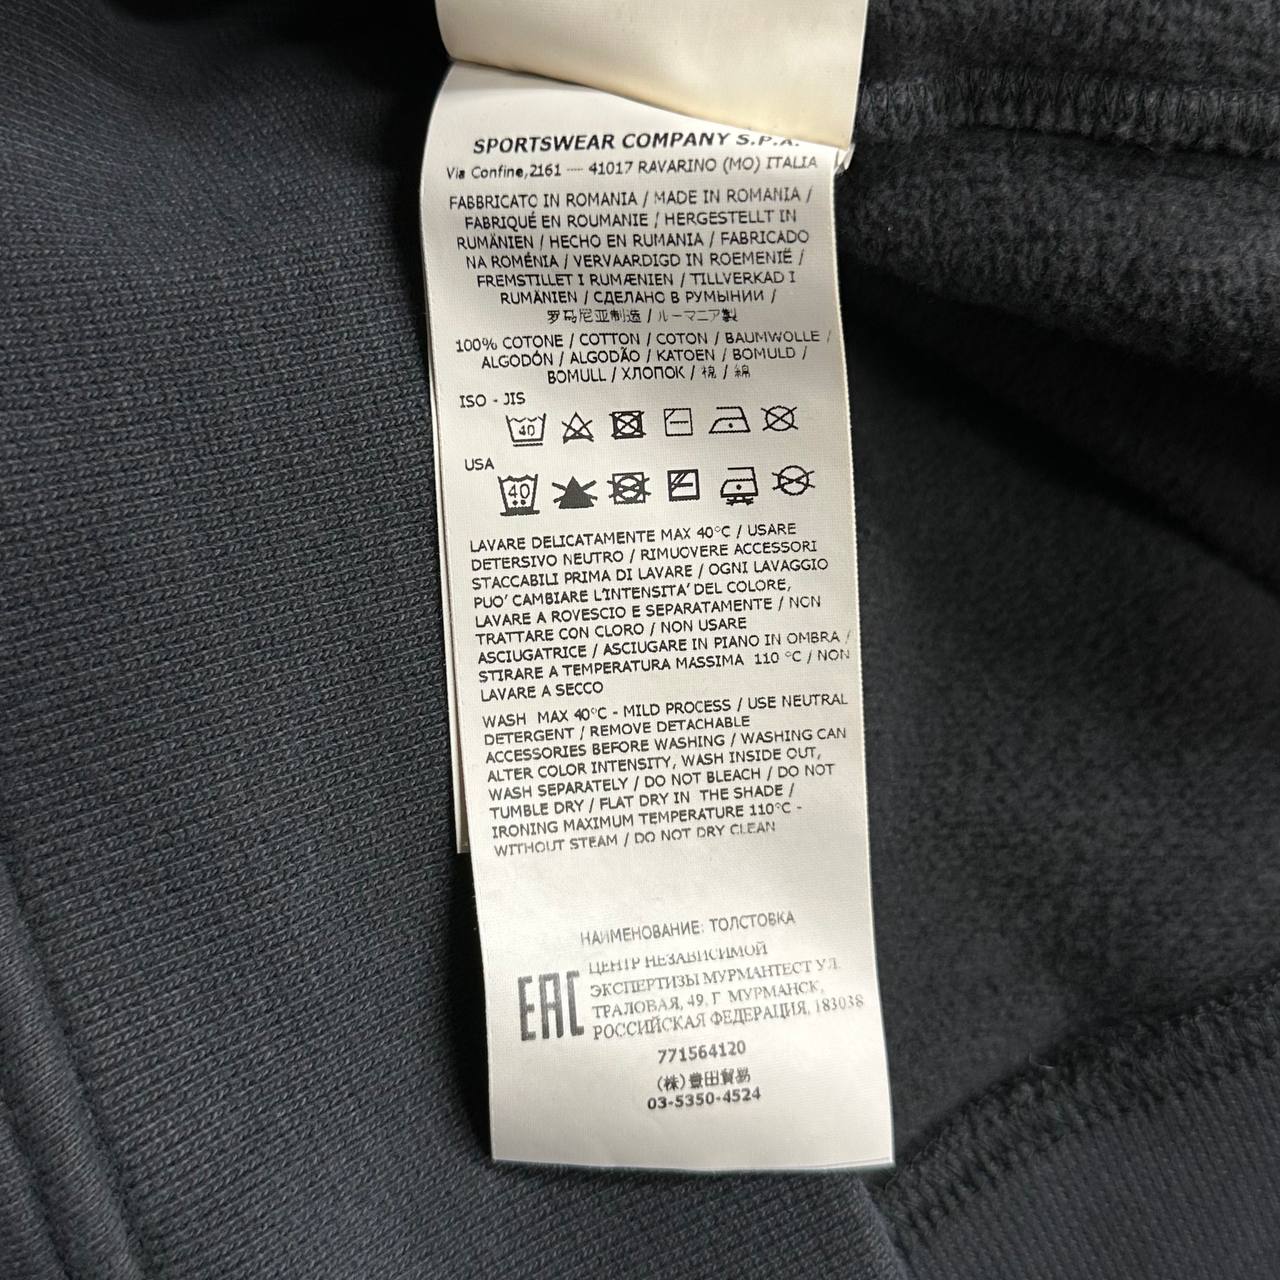 SPORTSWEAR COMPANY S.P.A.
Via Confine,2161 --- 41017 RAVARINO (MO) ITALIA
FABBRICATO IN ROMANIA / MADE IN ROMANIA /
FABRIQUÉ EN ROUMANIE / HERGESTELLT IN
RUMÄNIEN / HECHO EN RUMANIA / FABRICADO
NA ROMÉNIA / VERVAARDIGD IN ROEMENIË /
FREMSTILLET I RUMÆNIEN / TILLVERKAD I
RUMÄNIEN / СДЕЛАНО В РУМЫНИИ /
罗马尼亚制造 / ルーマニア製
100% COTONE / COTTON / COTON / BAUMWOLLE /
ALGODÓN / ALGODÃO / KATOEN / BOMULD /
BOMULL / ХЛОПОК / 棉 / 綿
ISO - JIS
40
USA
40
LAVARE DELICATAMENTE MAX 40°C / USARE
DETERSIVO NEUTRO / RIMUOVERE ACCESSORI
STACCABILI PRIMA DI LAVARE / OGNI LAVAGGIO
PUO' CAMBIARE L'INTENSITA' DEL COLORE,
LAVARE A ROVESCIO E SEPARATAMENTE / NON
TRATTARE CON CLORO / NON USARE
ASCIUGATRICE / ASCIUGARE IN PIANO IN OMBRA /
STIRARE A TEMPERATURA MASSIMA 110 °C / NON
LAVARE A SECCO
WASH MAX 40°C - MILD PROCESS / USE NEUTRAL
DETERGENT / REMOVE DETACHABLE
ACCESSORIES BEFORE WASHING / WASHING CAN
ALTER COLOR INTENSITY, WASH INSIDE OUT,
WASH SEPARATELY / DO NOT BLEACH / DO NOT
TUMBLE DRY / FLAT DRY IN THE SHADE /
IRONING MAXIMUM TEMPERATURE 110°C -
WITHOUT STEAM / DO NOT DRY CLEAN
НАИМЕНОВАНИЕ: ТОЛСТОВКА
EAC
ЦЕНТР НЕЗАВИСИМОЙ
ЭКСПЕРТИЗЫ МУРМАНТЕСТ УЛ.
ТРАЛОВАЯ, 49, Г МУРМАНСК,
РОССИЙСКАЯ ФЕДЕРАЦИЯ, 183038
771564120
(株)豊田貿易
03-5350-4524